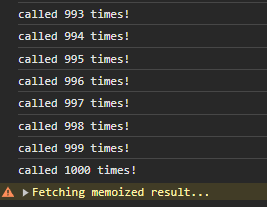 called 993 times!
called 994 times!
called 995 times!
called 996 times!
called 997 times!
called 998 times!
called 999 times!
called 1000 times!
Fetching memoized result...